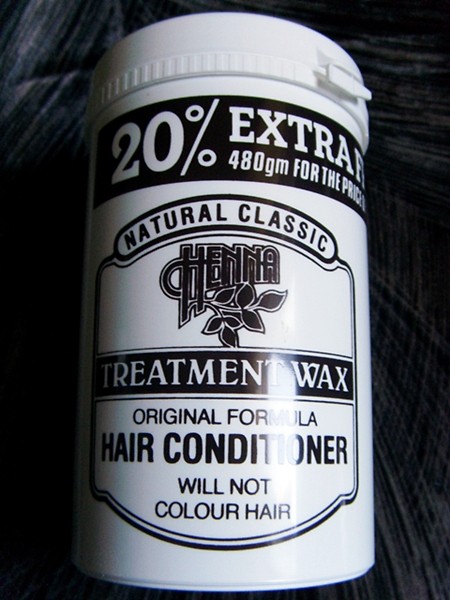 20% EXTRA
480gm FOR THE PRICE
NATURAL CLASSIC
HENNA
TREATMENT WAX
ORIGINAL FORMULA
HAIR CONDITIONER
WILL NOT
COLOUR HAIR